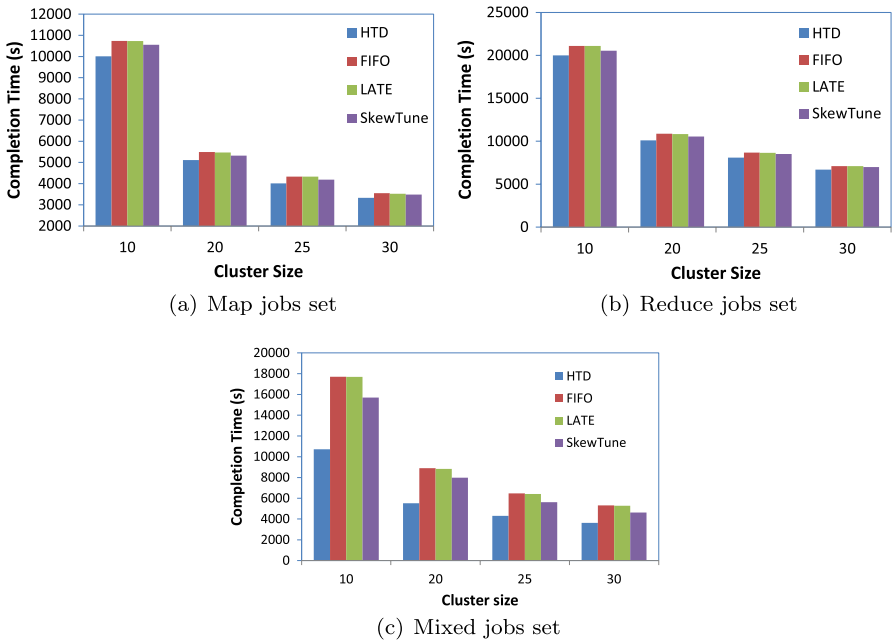 Completion Time (s)
12000
11000
10000
9000
8000
7000
6000
5000
4000
3000
2000
HTD
FIFO
LATE
SkewTune
10 20 25 30
Cluster Size
(a) Map jobs set
Completion Time (s)
25000
20000
15000
10000
5000
0
HTD
FIFO
LATE
SkewTune
10 20 25 30
Cluster Size
(b) Reduce jobs set
Completion Time (s)
20000
18000
16000
14000
12000
10000
8000
6000
4000
2000
0
HTD
FIFO
LATE
SkewTune
10 20 25 30
Cluster size
(c) Mixed jobs set